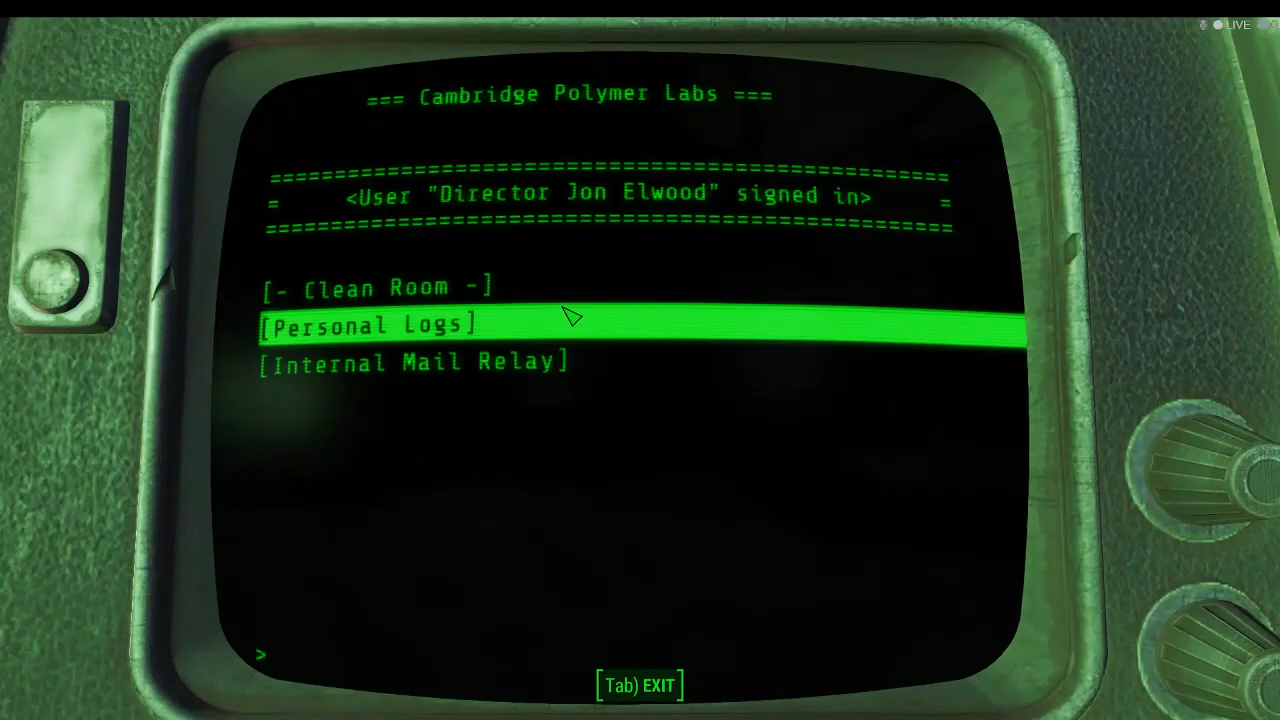 LIVE
=== Cambridge Polymer Labs ===
=================================================
= <User "Director Jon Elwood" signed in> =
=================================================
[- Clean Room -]
[Personal Logs]
[Internal Mail Relay]
>
[Tab) EXIT]